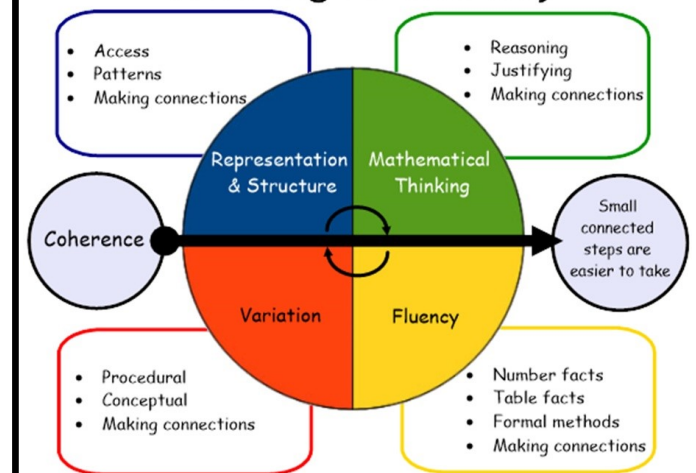 • Access
• Patterns
• Making connections
• Reasoning
• Justifying
• Making connections
Representation
& Structure
Mathematical
Thinking
Coherence
Small
connected
steps are
easier to take
Variation
Fluency
• Procedural
• Conceptual
• Making connections
• Number facts
• Table facts
• Formal methods
• Making connections